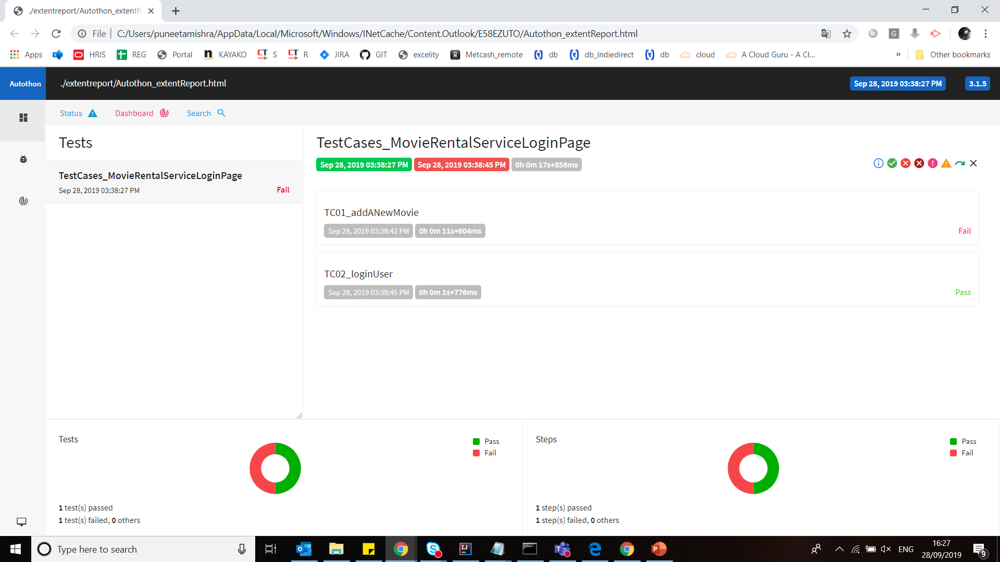 ./extentreport/Autothon_extentRe
File | C:/Users/puneetamishra/AppData/Local/Microsoft/Windows/INetCache/Content.Outlook/E58EZUTO/Autothon_extentReport.html
Apps HRIS REG Portal KAYAKO S R JIRA GIT excelity Metcash_remote db db_Indiedirect db cloud A Cloud Guru - A Cl... » Other bookmarks
Autothon ./extentreport/Autothon_extentReport.html Sep 28, 2019 03:38:27 PM 3.1.5
Status Dashboard Search
Tests
TestCases_MovieRentalServiceLoginPage
Sep 28, 2019 03:38:27 PM Fail
TestCases_MovieRentalServiceLoginPage
Sep 28, 2019 03:38:27 PM Sep 28, 2019 03:38:45 PM 0h 0m 17s+858ms
TC01_addANewMovie
Sep 28, 2019 03:38:42 PM 0h 0m 11s+604ms Fail
TC02_loginUser
Sep 28, 2019 03:38:45 PM 0h 0m 1s+776ms Pass
Tests
Pass
Fail
1 test(s) passed
1 test(s) failed, 0 others
Steps
Pass
Fail
1 step(s) passed
1 step(s) failed, 0 others
Type here to search
ENG
16:27
28/09/2019
9